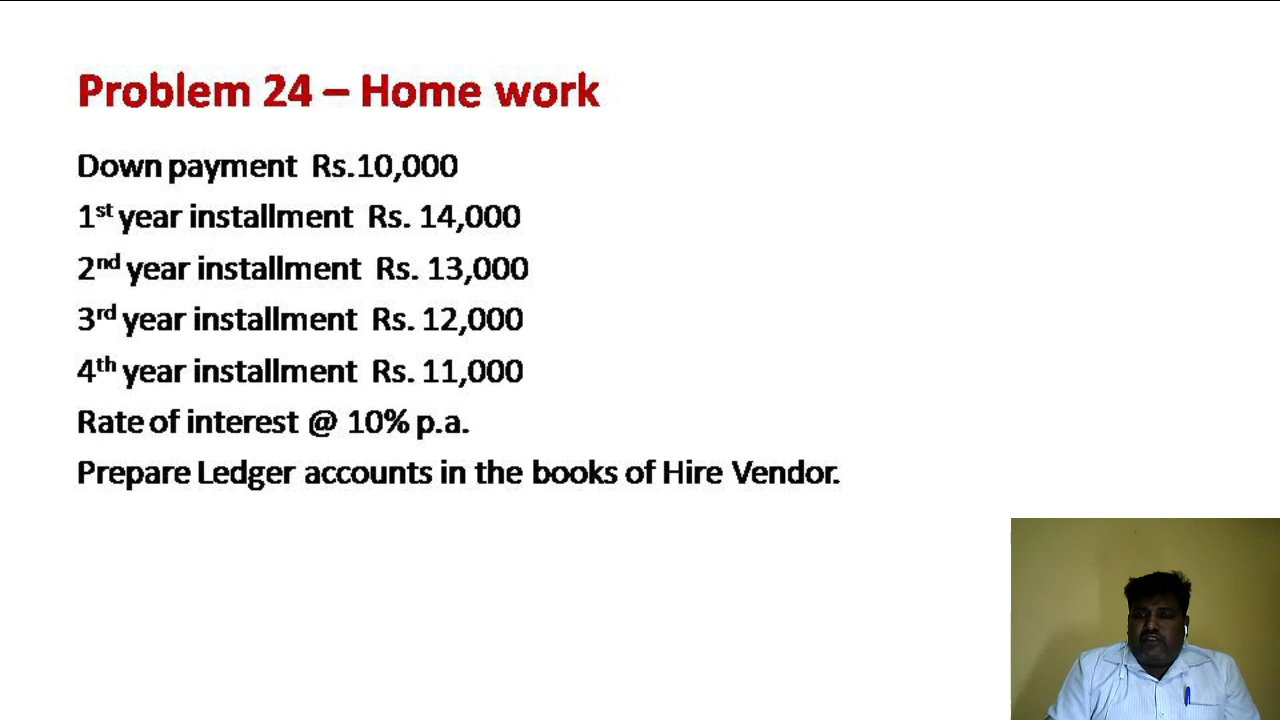 Problem 24 – Home work
Down payment Rs.10,000
1st year installment Rs. 14,000
2nd year installment Rs. 13,000
3rd year installment Rs. 12,000
4th year installment Rs. 11,000
Rate of interest @ 10% p.a.
Prepare Ledger accounts in the books of Hire Vendor.